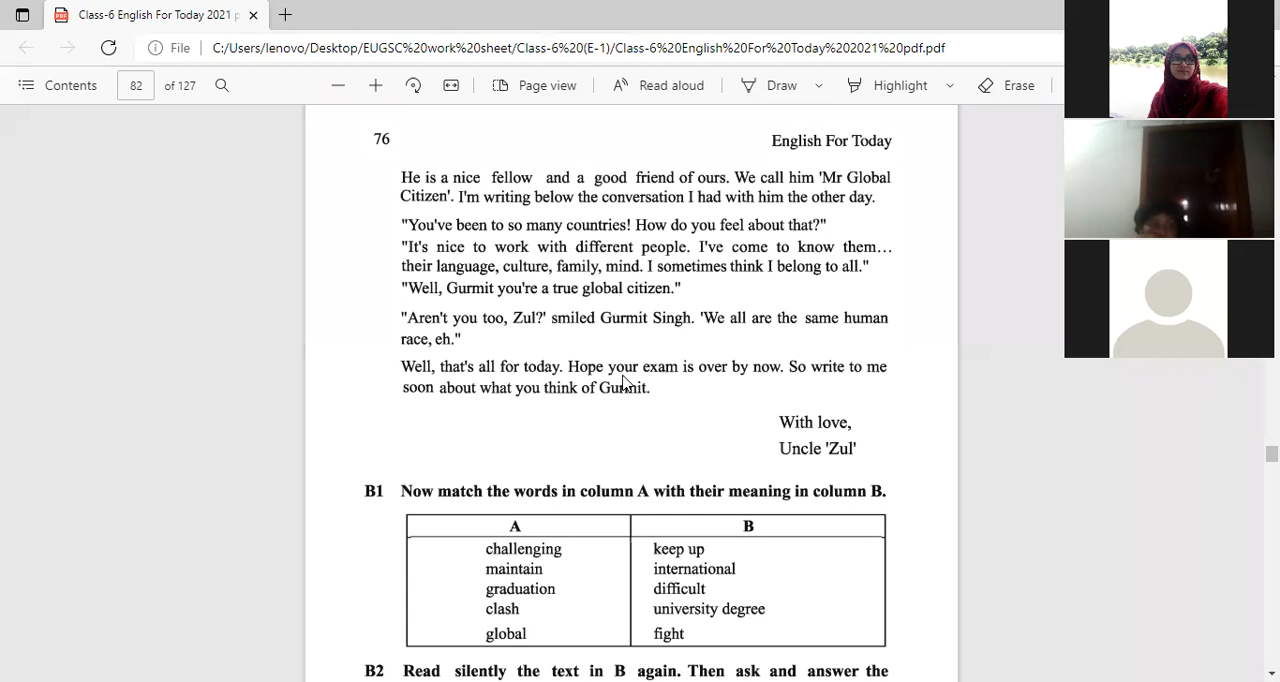 Class-6 English For Today 2021 p
File
C:/Users/lenovo/Desktop/EUGSC%20work%20sheet/Class-6%20(E-1)/Class-6%20English%20For%20Today%202021%20pdf.pdf
Contents
82
of 127
Page view
Read aloud
Draw
Highlight
Erase
76
English For Today
He is a nice fellow and a good friend of ours. We call him 'Mr Global
Citizen'. I'm writing below the conversation I had with him the other day.
"You've been to so many countries! How do you feel about that?"
"It's nice to work with different people. I've come to know them…
their language, culture, family, mind. I sometimes think I belong to all."
"Well, Gurmit you're a true global citizen."
"Aren't you too, Zul?' smiled Gurmit Singh. 'We all are the same human
race, eh."
Well, that's all for today. Hope your exam is over by now. So write to me
soon about what you think of Gurmit.
With love,
Uncle 'Zul'
B1 Now match the words in column A with their meaning in column B.
A B
challenging keep up
maintain international
graduation difficult
clash university degree
global fight
B2 Read silently the text in B again. Then ask and answer the